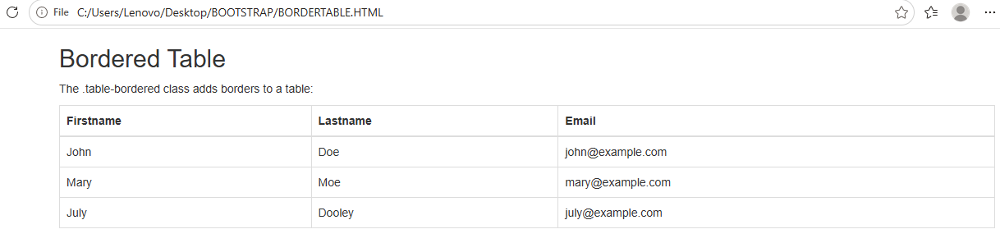 File C:/Users/Lenovo/Desktop/BOOTSTRAP/BORDERTABLE.HTML
Bordered Table
The .table-bordered class adds borders to a table:
Firstname Lastname Email
John Doe john@example.com
Mary Moe mary@example.com
July Dooley july@example.com